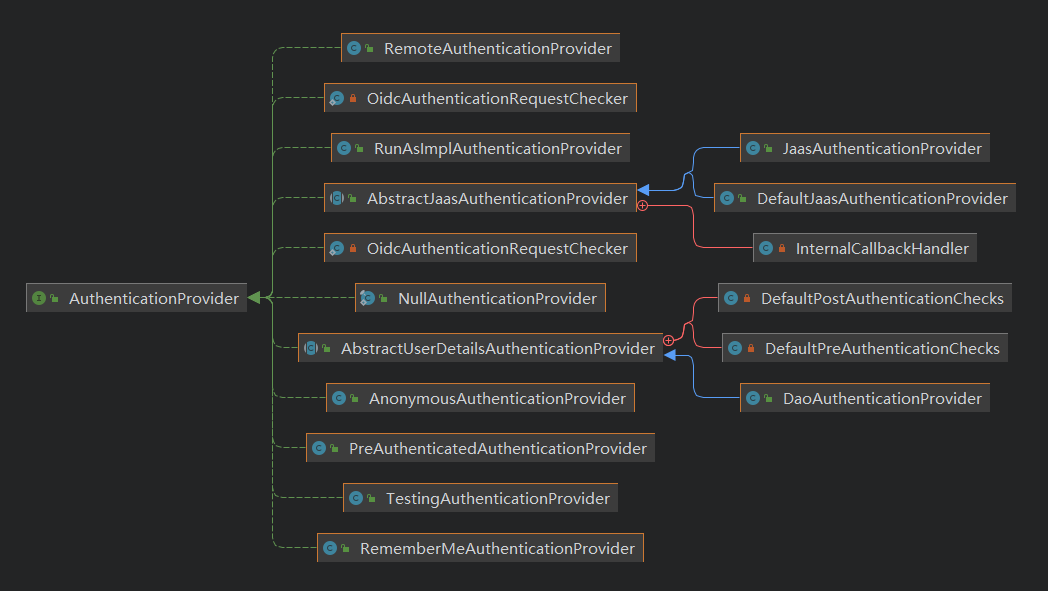 RemoteAuthenticationProvider
OidcAuthenticationRequestChecker
RunAsImplAuthenticationProvider
JaasAuthenticationProvider
AbstractJaasAuthenticationProvider
DefaultJaasAuthenticationProvider
OidcAuthenticationRequestChecker
InternalCallbackHandler
AuthenticationProvider
NullAuthenticationProvider
DefaultPostAuthenticationChecks
AbstractUserDetailsAuthenticationProvider
DefaultPreAuthenticationChecks
AnonymousAuthenticationProvider
DaoAuthenticationProvider
PreAuthenticatedAuthenticationProvider
TestingAuthenticationProvider
RememberMeAuthenticationProvider